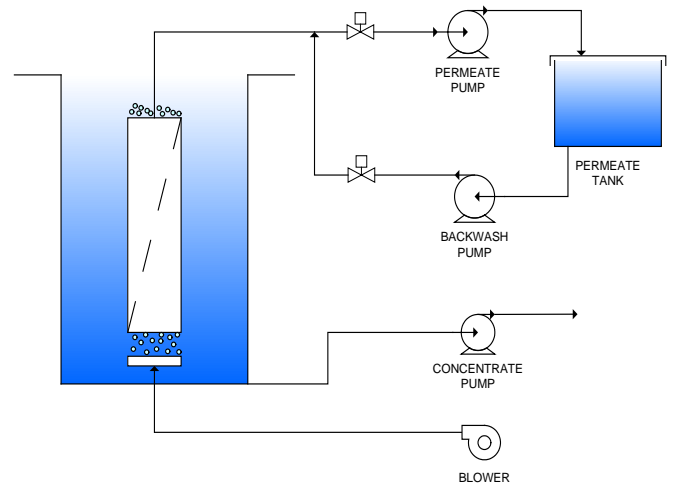 PERMEATE
PUMP
PERMEATE
TANK
BACKWASH
PUMP
CONCENTRATE
PUMP
BLOWER